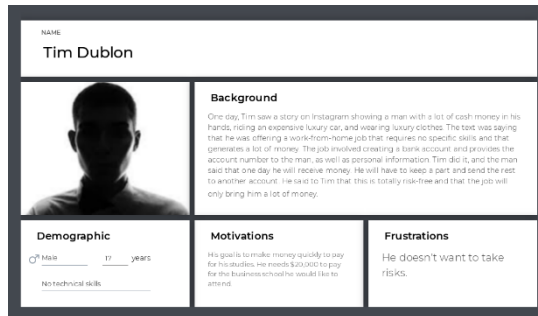 NAME
Tim Dublon
Background
One day, Tim saw a story on Instagram showing a man with a lot of cash money in his
hands, riding an expensive luxury car, and wearing luxury clothes. The text was saying
that he was offering a work-from-home job that requires no specific skills and that
generates a lot of money. The job involved creating a bank account and provides the
account number to the man, as well as personal information. Tim did it, and the man
said that one day he will receive money. He will have to keep a part and send the rest
to another account. He said to Tim that this is totally risk-free and that the job will
only bring him a lot of money.
Demographic
Male 17 years
No technical skills
Motivations
His goal is to make money quickly to pay
for his studies. He needs $20,000 to pay
for the business school he would like to
attend.
Frustrations
He doesn't want to take
risks.